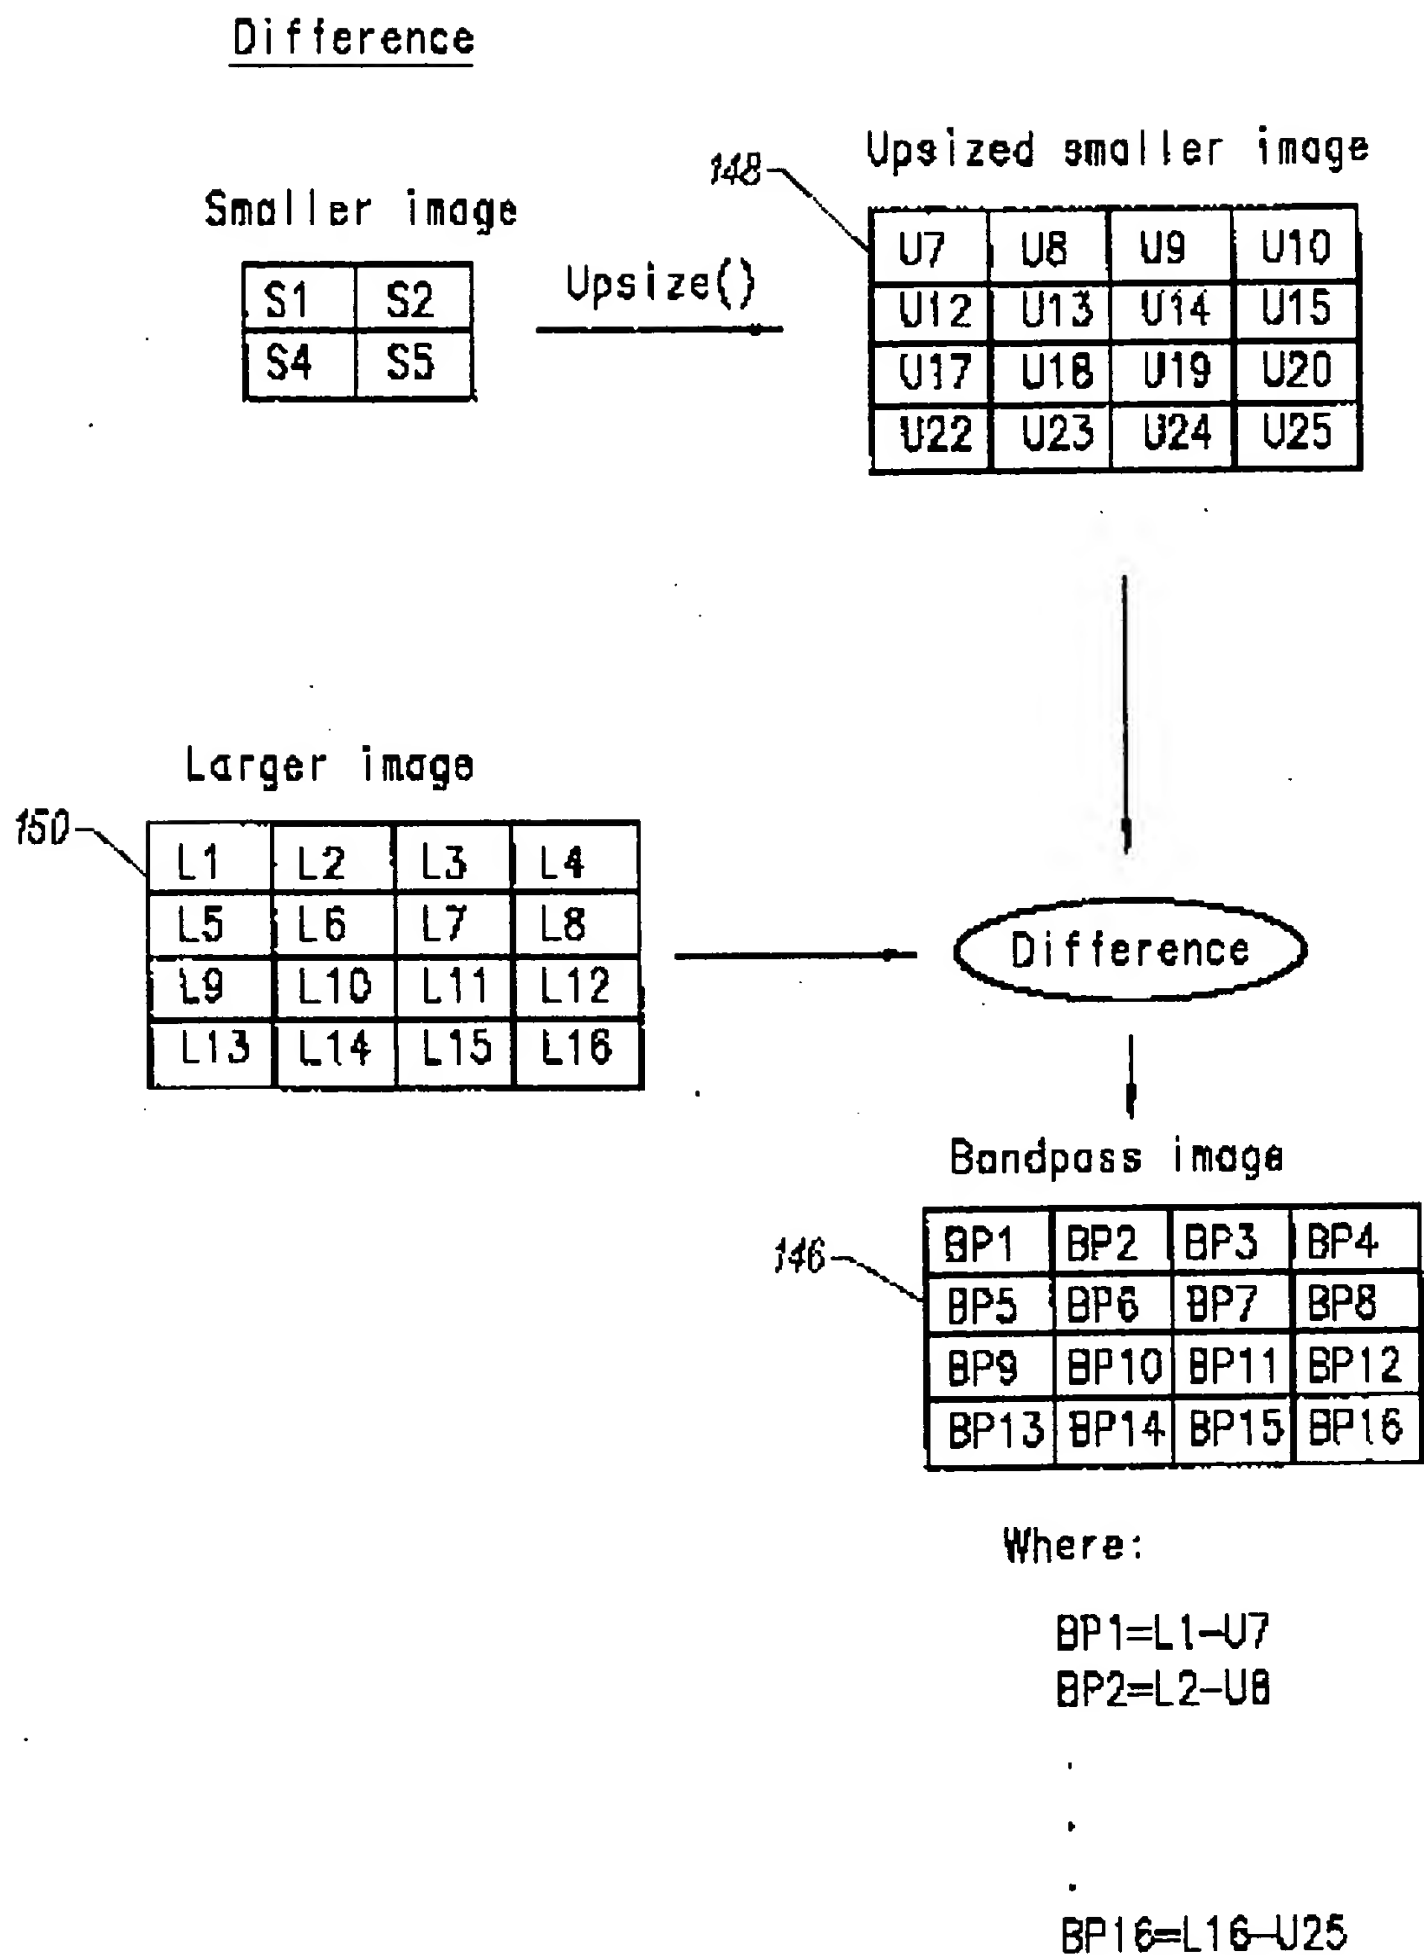 Difference
Upsized smaller image
148
Smaller image
U7 U8 U9 U10
S1 S2
Upsize()
U12 U13 U14 U15
S4 S5
U17 U18 U19 U20
U22 U23 U24 U25
Larger image
150
L1 L2 L3 L4
L5 L6 L7 L8
L9 L10 L11 L12
L13 L14 L15 L16
Difference
Bandpass image
146
BP1 BP2 BP3 BP4
BP5 BP6 BP7 BP8
BP9 BP10 BP11 BP12
BP13 BP14 BP15 BP16
Where:
BP1=L1-U7
BP2=L2-U8
.
.
.
BP16=L16-U25